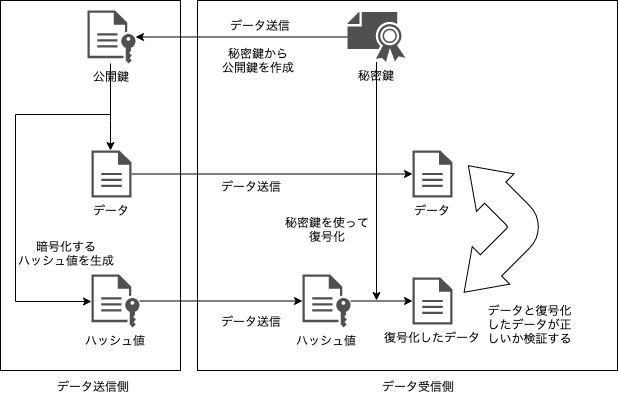 データ送信
秘密鍵から
公開鍵を作成
公開鍵
秘密鍵
データ送信
データ
データ
秘密鍵を使って
復号化
暗号化する
ハッシュ値を生成
データ送信
ハッシュ値
ハッシュ値
復号化したデータ
データと復号化
したデータが正
しいか検証する
データ送信側
データ受信側